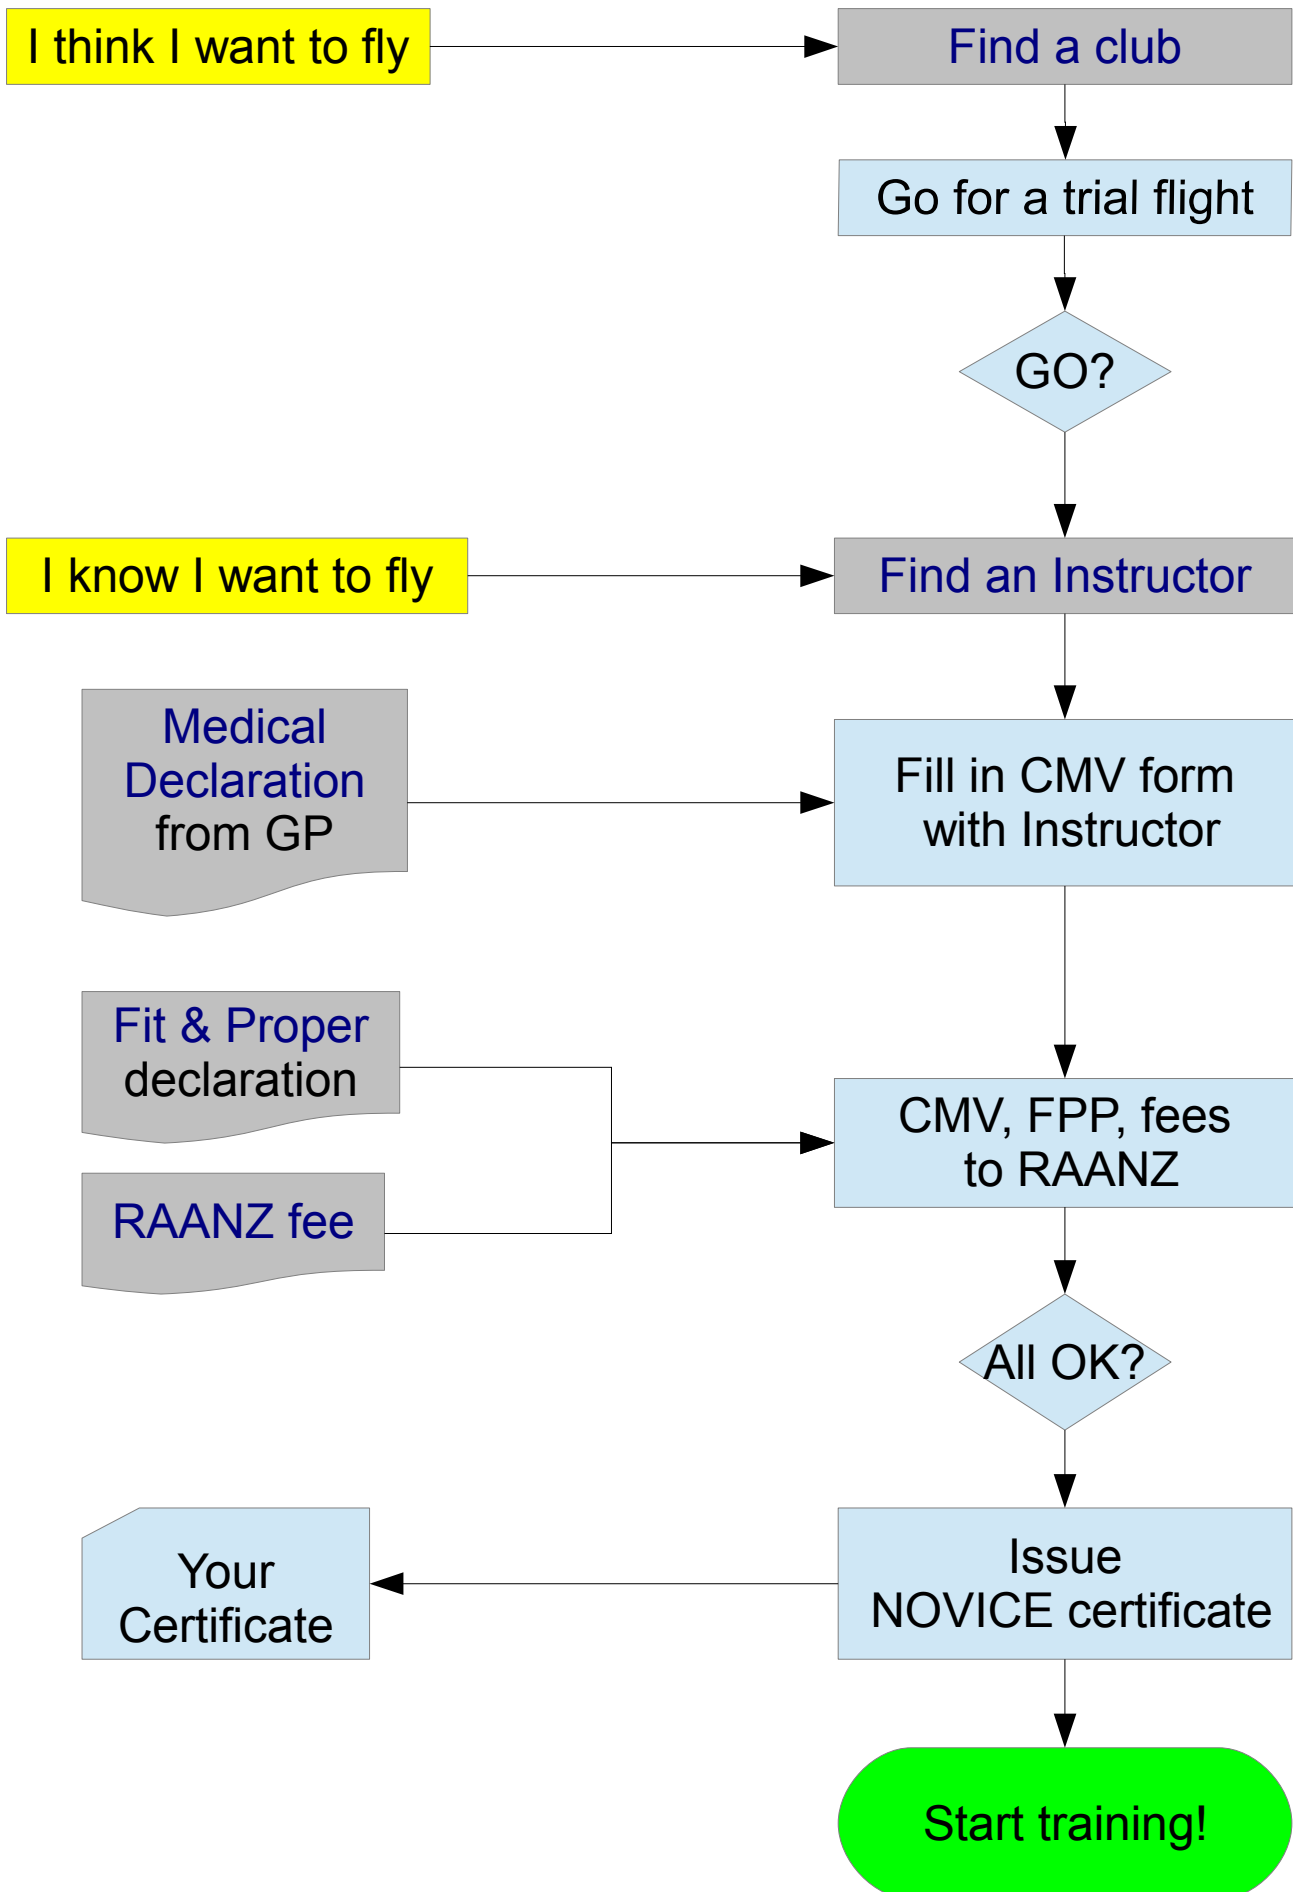 I think I want to fly
Find a club
Go for a trial flight
GO?
I know I want to fly
Find an Instructor
Medical
Declaration
from GP
Fill in CMV form
with Instructor
Fit & Proper
declaration
RAANZ fee
CMV, FPP, fees
to RAANZ
All OK?
Issue
NOVICE certificate
Your
Certificate
Start training!